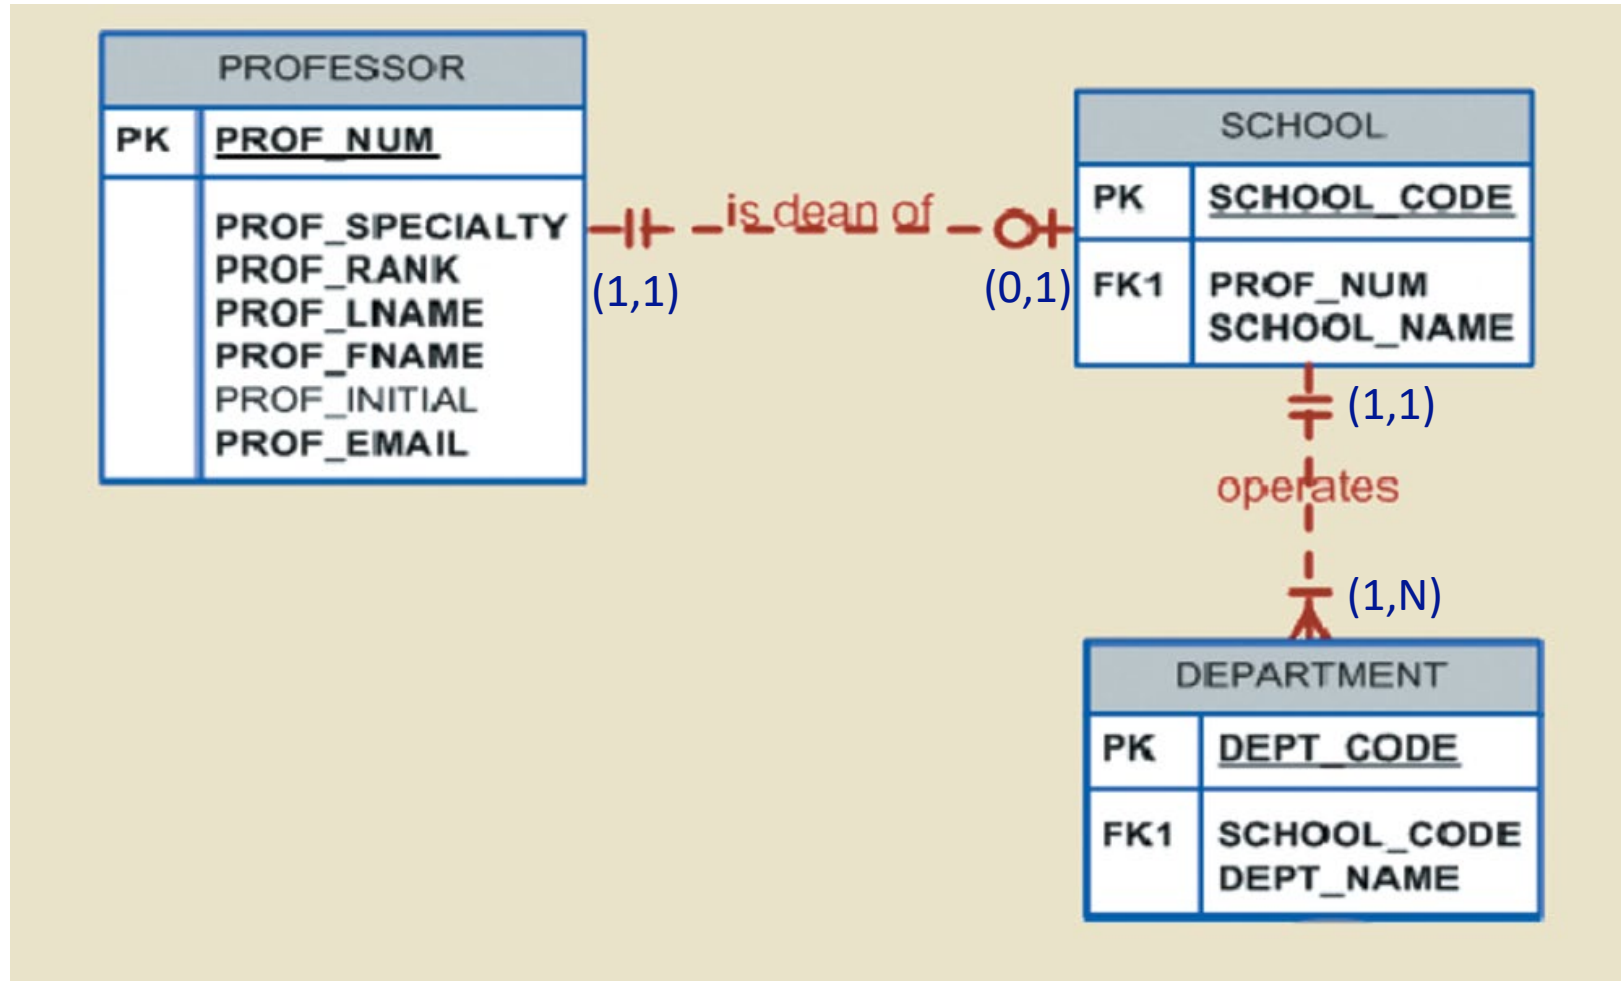 PROFESSOR
PK PROF_NUM
PROF_SPECIALTY
PROF_RANK
PROF_LNAME
PROF_FNAME
PROF_INITIAL
PROF_EMAIL
is dean of
(1,1)
(0,1)
SCHOOL
PK SCHOOL_CODE
FK1 PROF_NUM
SCHOOL_NAME
(1,1)
operates
(1,N)
DEPARTMENT
PK DEPT_CODE
FK1 SCHOOL_CODE
DEPT_NAME